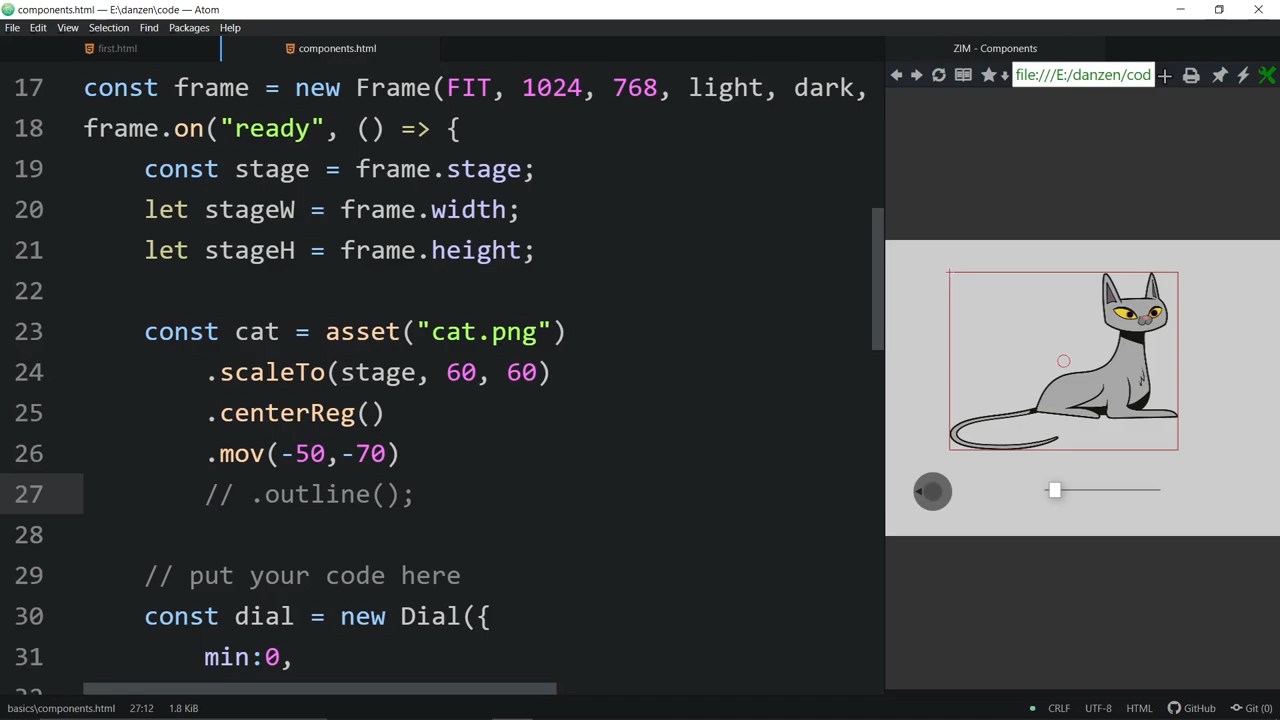 components.html — E:\danzen\code — Atom
File Edit View Selection Find Packages Help
first.html
components.html
ZIM - Components
file:///E:/danzen/cod
17 const frame = new Frame(FIT, 1024, 768, light, dark,
18 frame.on("ready", () => {
19 const stage = frame.stage;
20 let stageW = frame.width;
21 let stageH = frame.height;
22
23 const cat = asset("cat.png")
24 .scaleTo(stage, 60, 60)
25 .centerReg()
26 .mov(-50,-70)
27 // .outline();
28
29 // put your code here
30 const dial = new Dial({
31 min:0,
32
basics\components.html 27:12 1.8 KiB CRLF UTF-8 HTML GitHub Git (0)